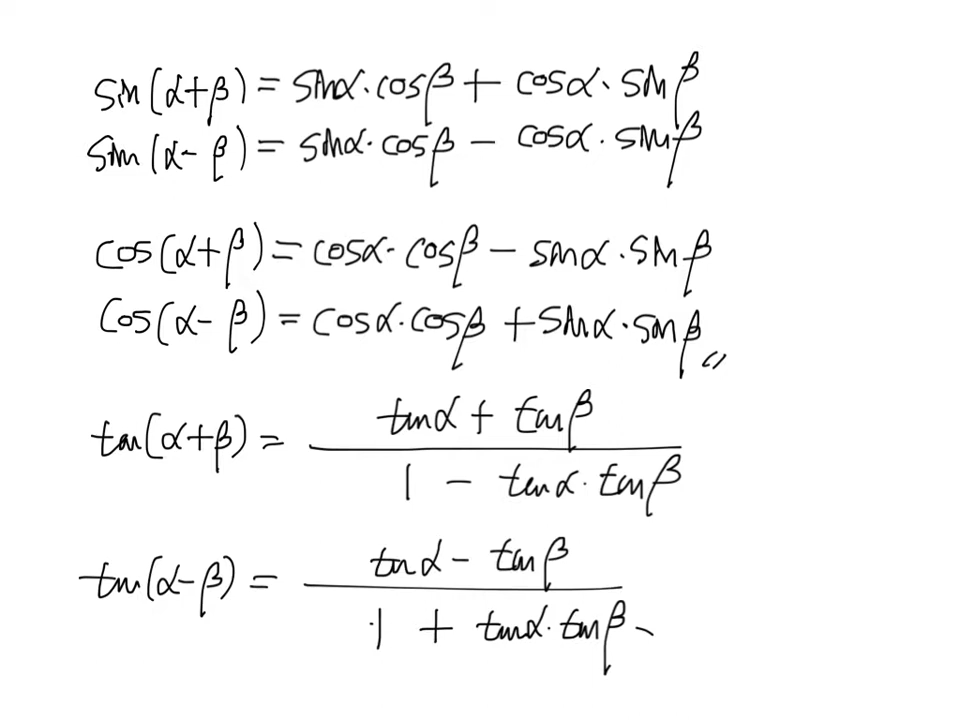 sin(α+β) = sinα·cosβ + cosα·sinβ
sin(α-β) = sinα·cosβ - cosα·sinβ
cos(α+β) = cosα·cosβ - sinα·sinβ
cos(α-β) = cosα·cosβ + sinα·sinβ
tan(α+β) = (tanα + tanβ) / (1 - tanα·tanβ)
tan(α-β) = (tanα - tanβ) / (1 + tanα·tanβ)